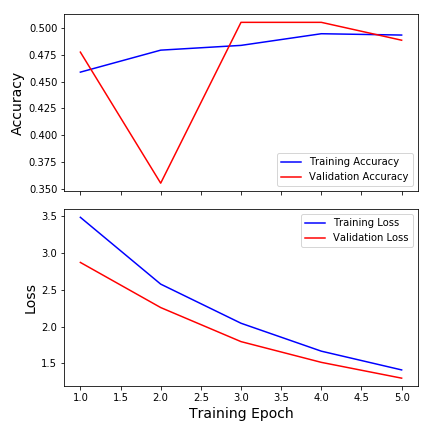 0.500
0.475
0.450
0.425
0.400
0.375
0.350
Accuracy
Training Accuracy
Validation Accuracy
3.5
3.0
2.5
2.0
1.5
Loss
Training Loss
Validation Loss
1.0 1.5 2.0 2.5 3.0 3.5 4.0 4.5 5.0
Training Epoch